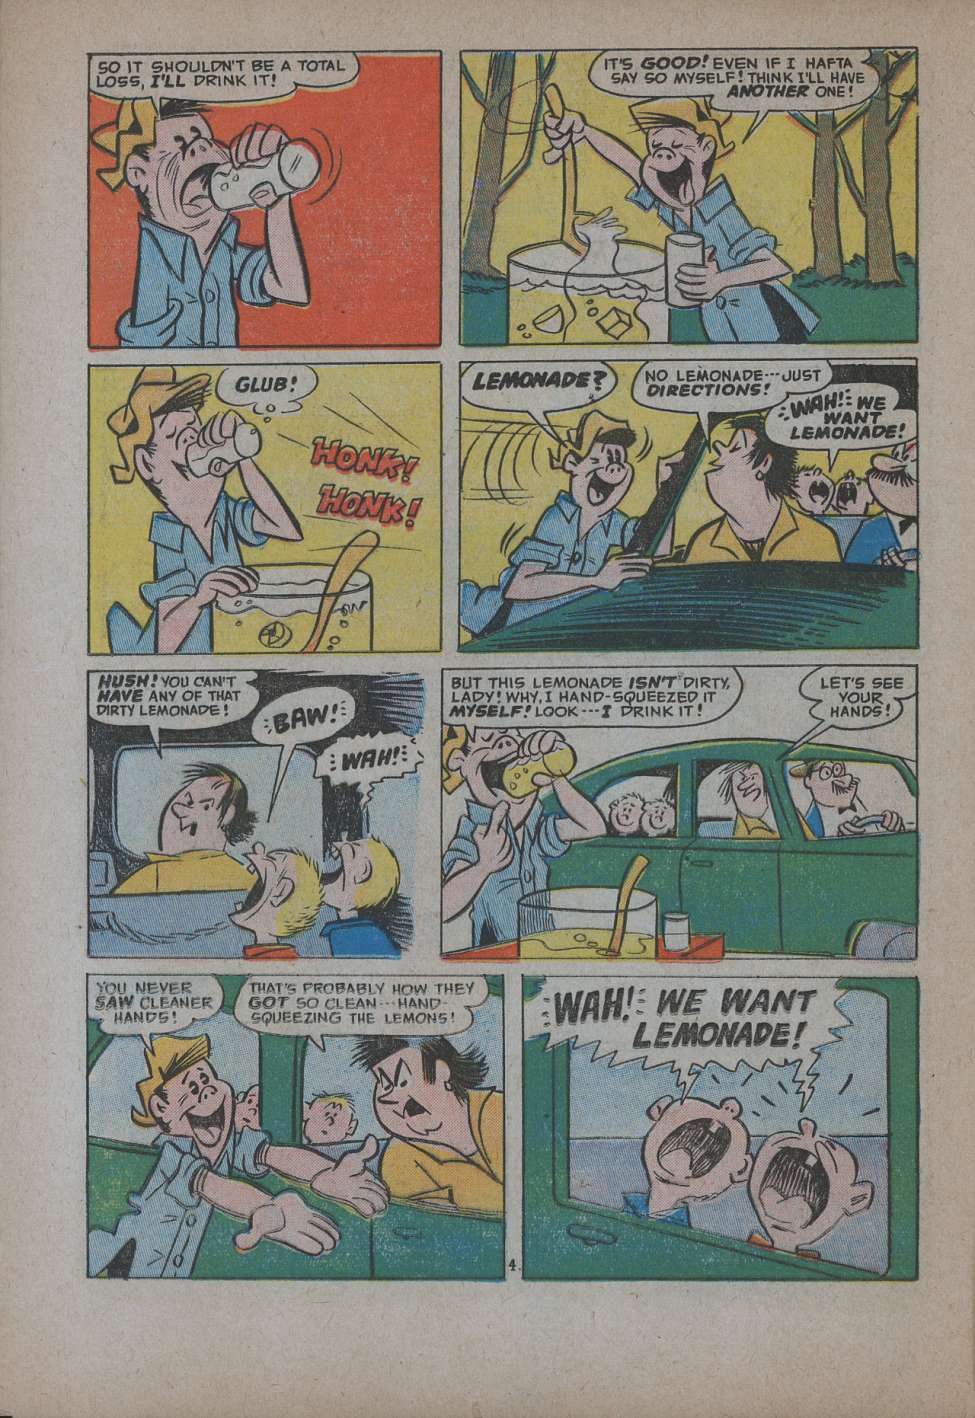 SO IT SHOULDN'T BE A TOTAL
LOSS, I'LL DRINK IT!
IT'S GOOD! EVEN IF I HAFTA
SAY SO MYSELF! THINK I'LL HAVE
ANOTHER ONE!
GLUB!
HONK!
HONK!
LEMONADE?
NO LEMONADE---JUST
DIRECTIONS!
WAH! WE
WANT
LEMONADE!
HUSH! YOU CAN'T
HAVE ANY OF THAT
DIRTY LEMONADE!
BAW!
WAH!
BUT THIS LEMONADE ISN'T DIRTY,
LADY! WHY, I HAND-SQUEEZED IT
MYSELF! LOOK---I DRINK IT!
LET'S SEE
YOUR
HANDS!
YOU NEVER
SAW CLEANER
HANDS!
THAT'S PROBABLY HOW THEY
GOT SO CLEAN---HAND-
SQUEEZING THE LEMONS!
WAH! WE WANT
LEMONADE!
4.